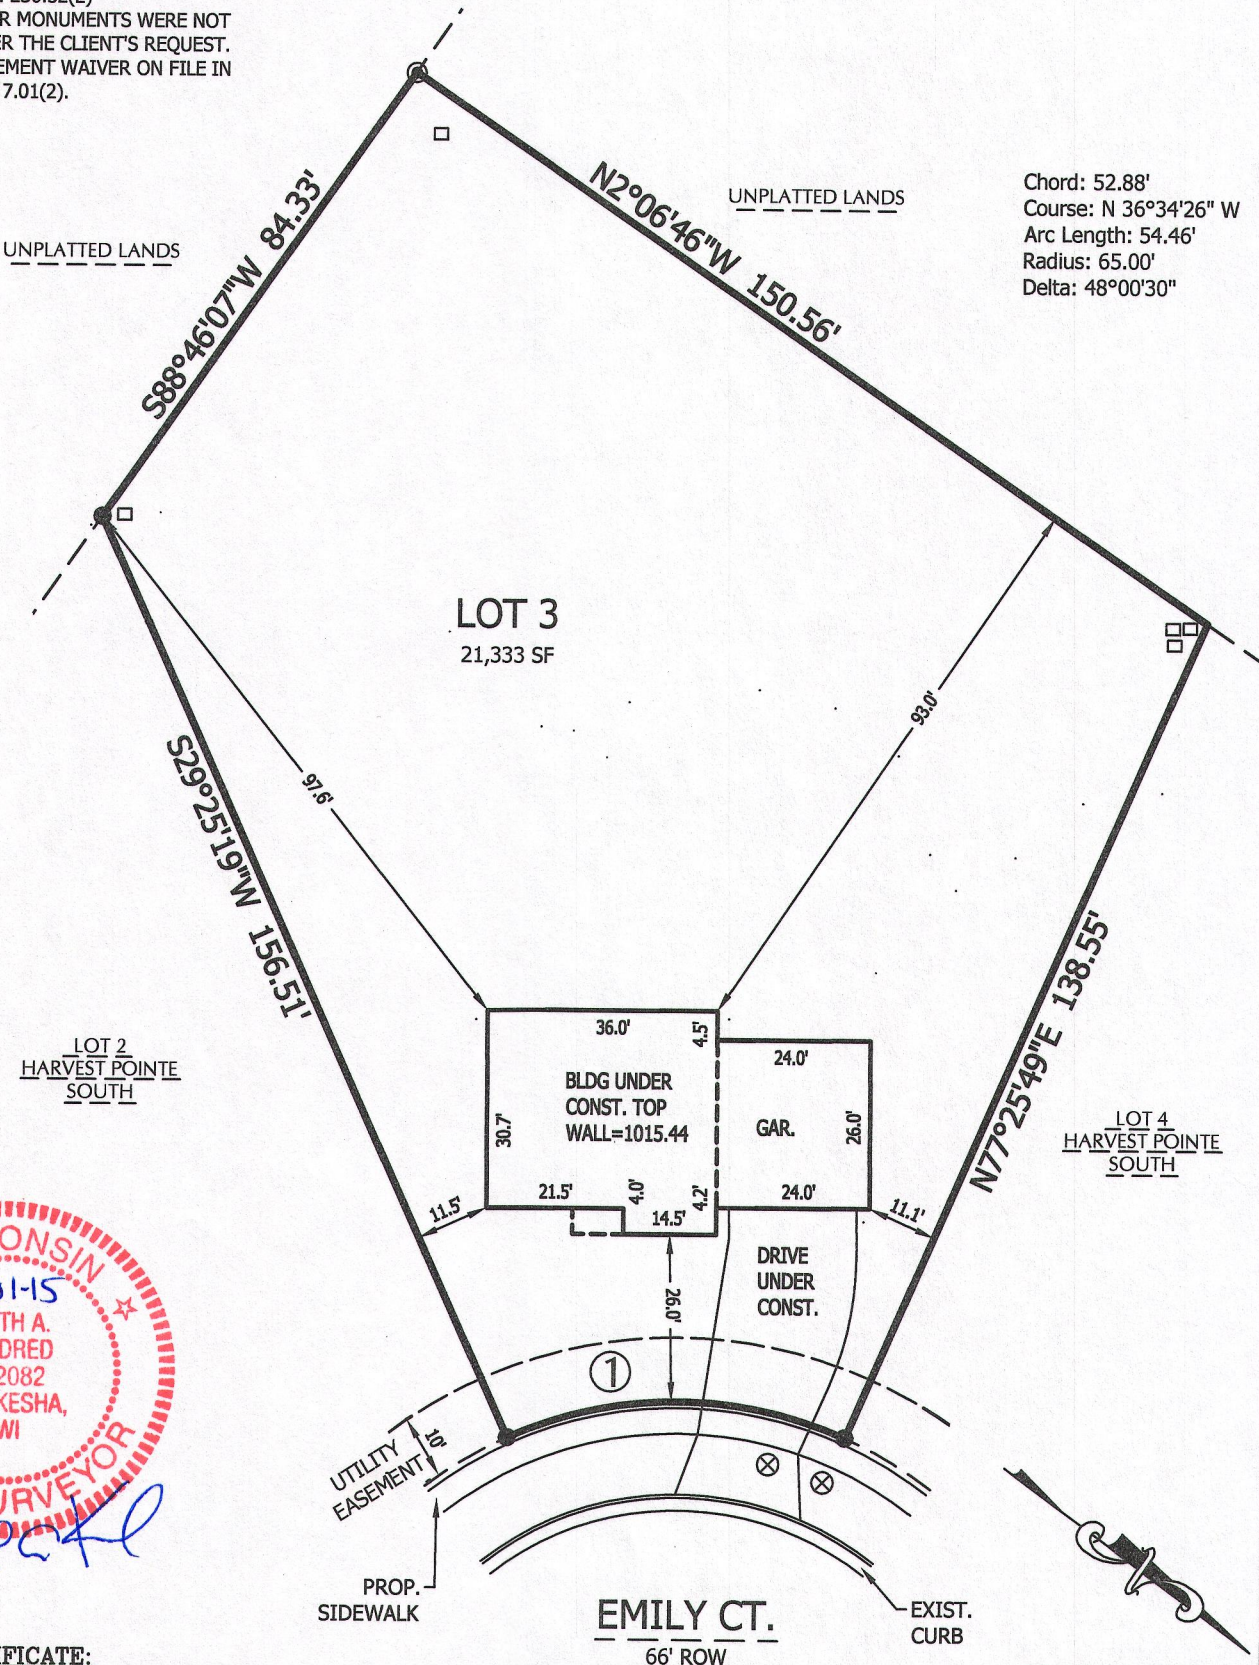 R MONUMENTS WERE NOT
ER THE CLIENT'S REQUEST.
EMENT WAIVER ON FILE IN
7.01(2).
UNPLATTED LANDS
S88°46'07"W 84.33'
N2°06'46"W 150.56'
UNPLATTED LANDS
Chord: 52.88'
Course: N 36°34'26" W
Arc Length: 54.46'
Radius: 65.00'
Delta: 48°00'30"
LOT 3
21,333 SF
93.0'
97.6'
S29°25'19"W 156.51'
N77°25'49"E 138.55'
LOT 2
HARVEST POINTE
SOUTH
36.0'
4.5'
24.0'
BLDG UNDER
CONST. TOP
WALL=1015.44
30.7'
GAR.
26.0'
LOT 4
HARVEST POINTE
SOUTH
21.5'
4.0'
14.5'
4.2'
24.0'
11.5'
11.1'
26.0'
DRIVE
UNDER
CONST.
1
10'
UTILITY
EASEMENT
PROP.
SIDEWALK
EMILY CT.
66' ROW
EXIST.
CURB
ONSIN
1-15
TH A.
DRED
2082
KESHA,
WI
URVEYOR
IFICATE: